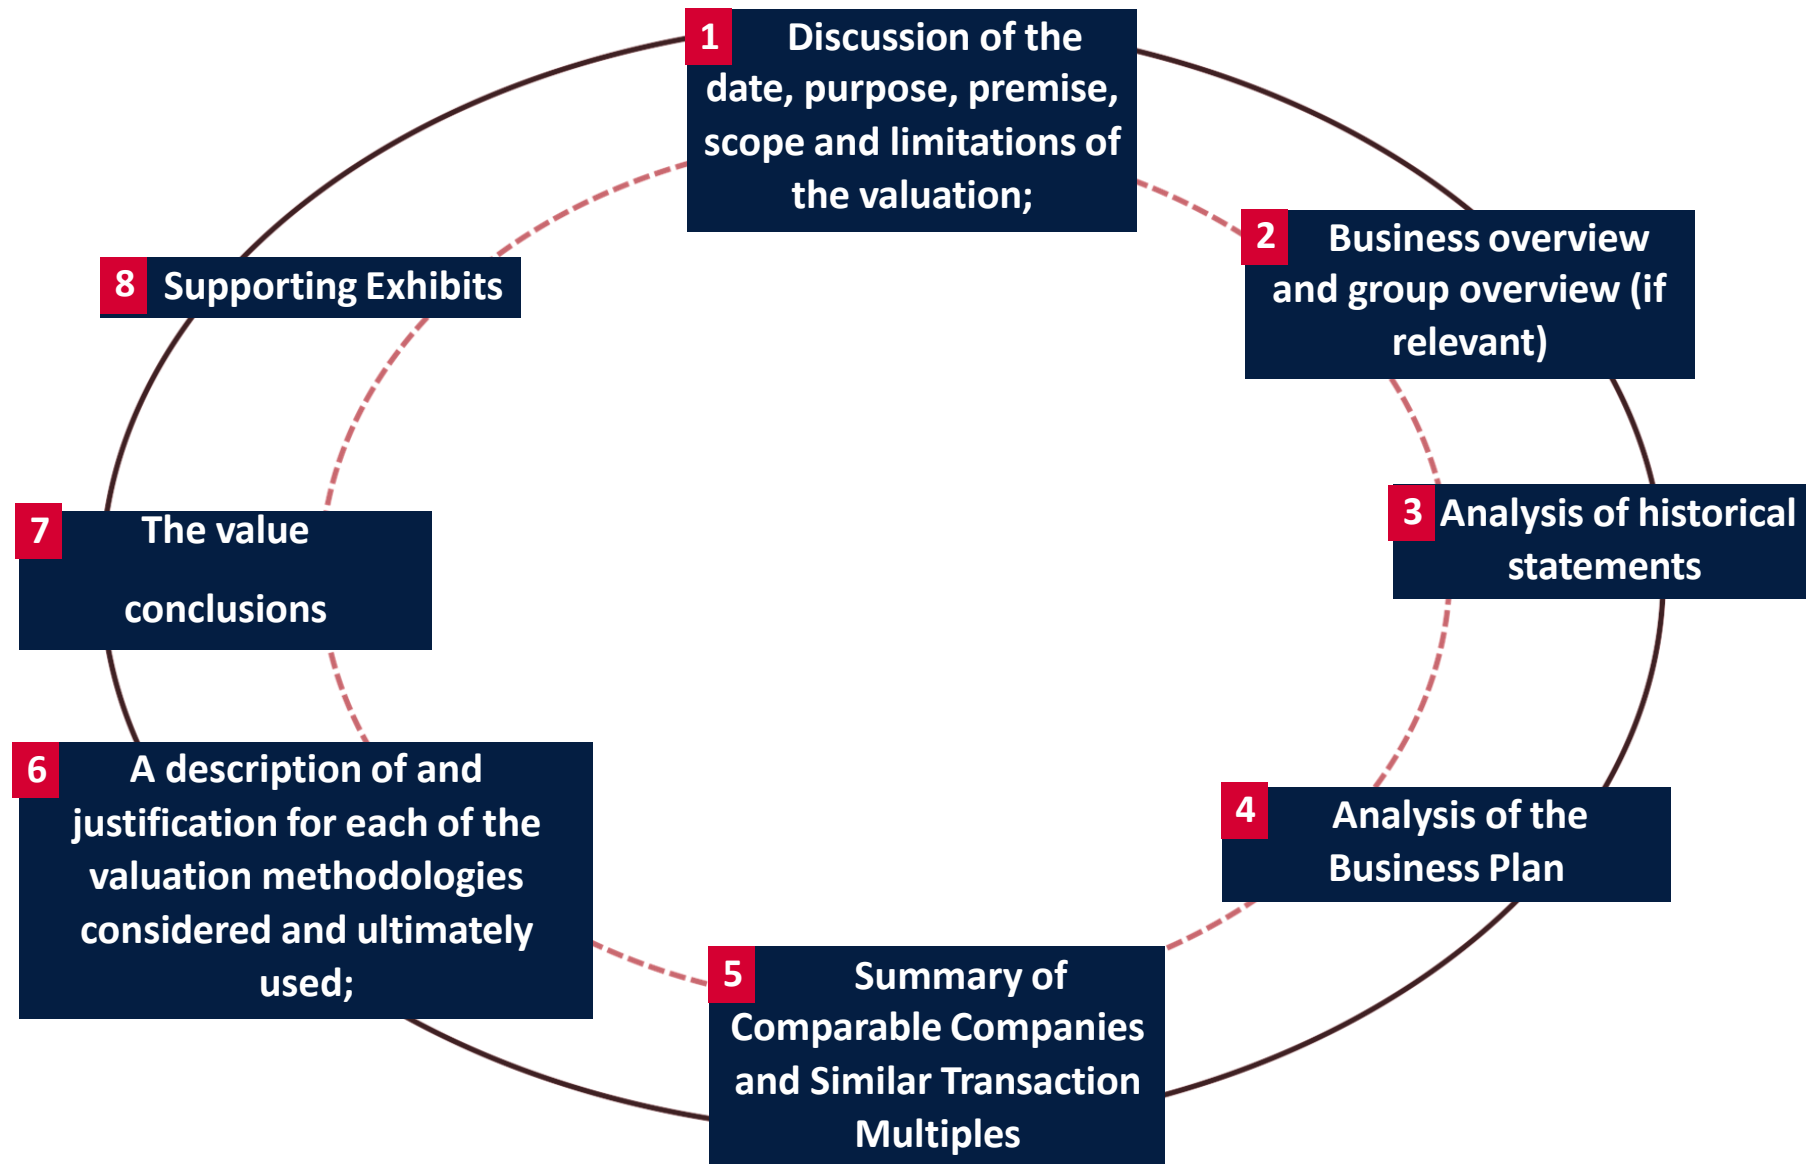 1 Discussion of the
date, purpose, premise,
scope and limitations of
the valuation;
2 Business overview
and group overview (if
relevant)
3 Analysis of historical
statements
4 Analysis of the
Business Plan
5 Summary of
Comparable Companies
and Similar Transaction
Multiples
6 A description of and
justification for each of the
valuation methodologies
considered and ultimately
used;
7 The value
conclusions
8 Supporting Exhibits